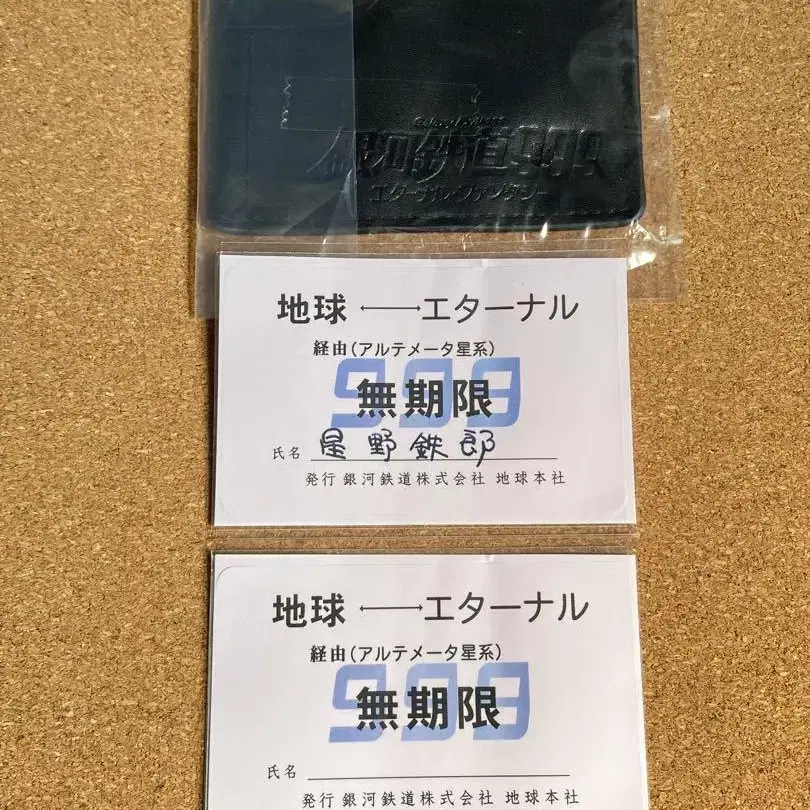 銀河鉄道999
エターナル・ファンタジー
地球 ←→ エターナル
経由(アルテメータ星系)
999
無期限
氏名 星野鉄郎
発行 銀河鉄道株式会社 地球本社
地球 ←→ エターナル
経由(アルテメータ星系)
999
無期限
氏名
発行 銀河鉄道株式会社 地球本社